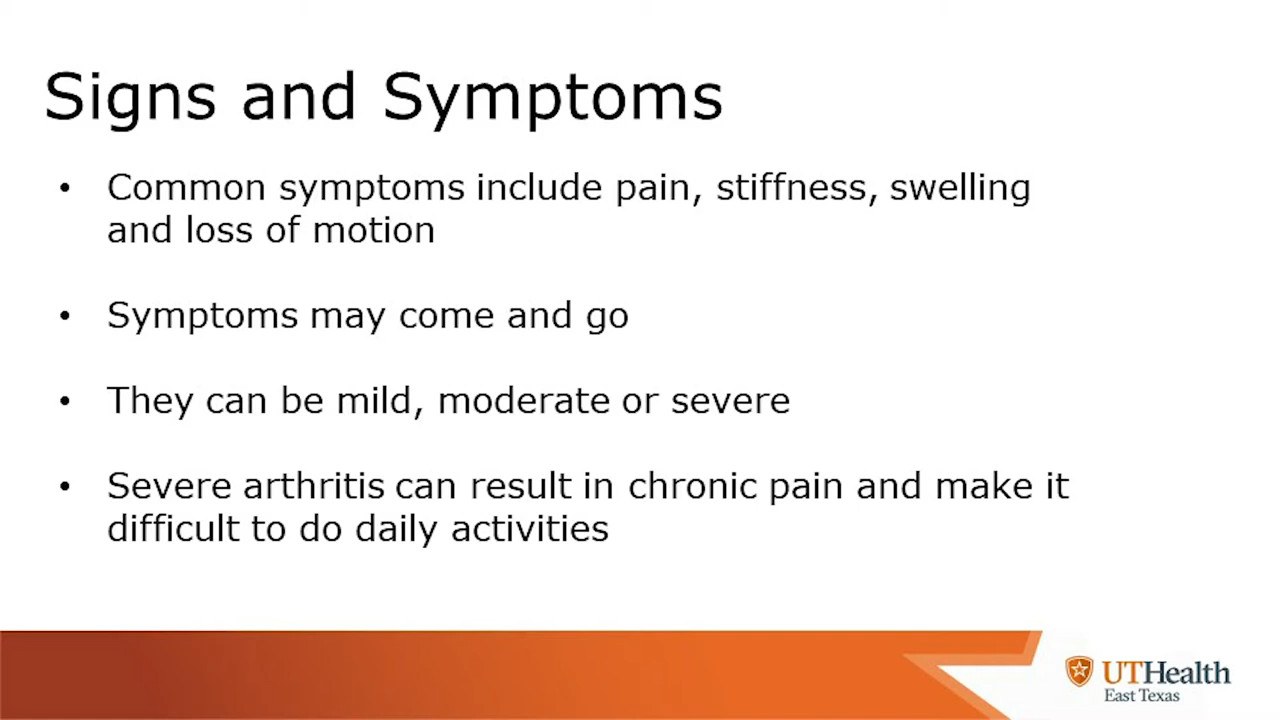 Signs and Symptoms
• Common symptoms include pain, stiffness, swelling
and loss of motion
• Symptoms may come and go
• They can be mild, moderate or severe
• Severe arthritis can result in chronic pain and make it
difficult to do daily activities
UTHealth
East Texas